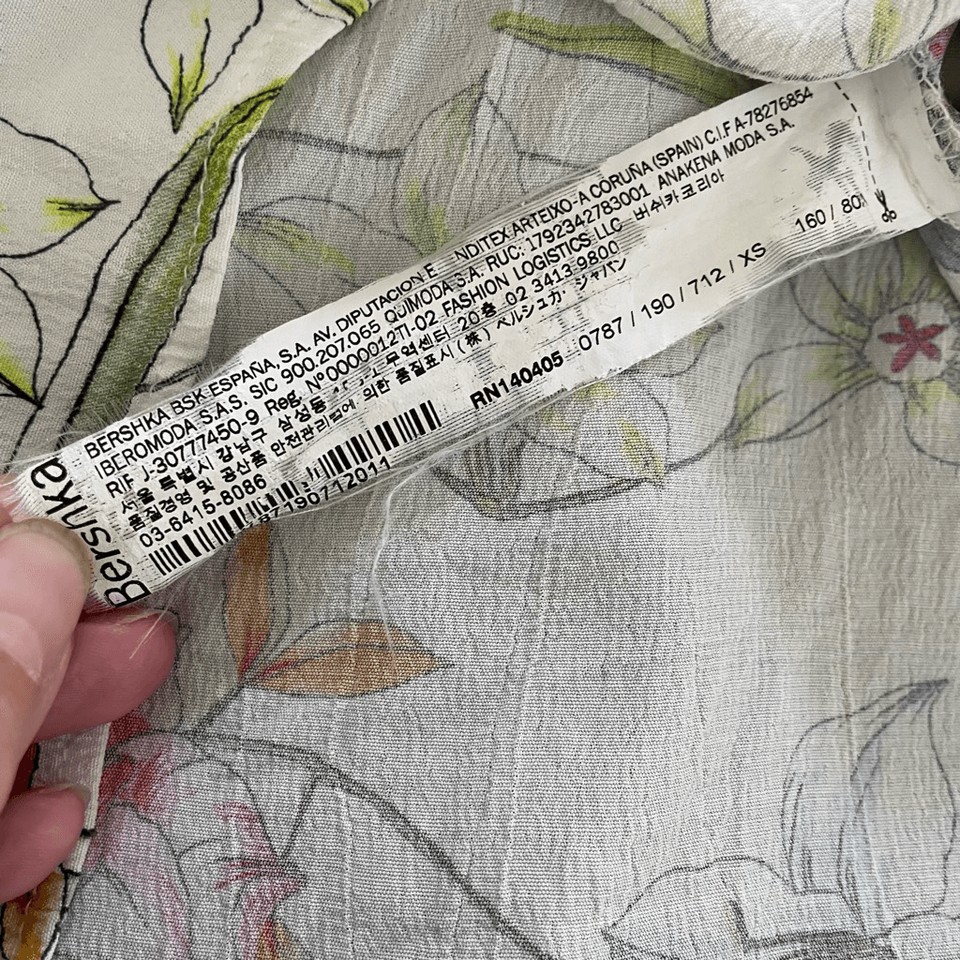 Bershka
BERSHKA BSK ESPAÑA, S.A. AV. DIPUTACION E NDITEX ARTEIXO-A CORUÑA (SPAIN) C.I.F A-78276854
IBEROMODA S.A.S. SIC 900.207.065 QUIMODA S.A. RUC: 1792342783001 ANAKENA MODA S.A.
RIF J-30777450-9 Reg. Nº 00000127T-02 FASHION LOGISTICS LLC 버쉬카코리아
서울 특별시 강남구 삼성동 무역센터 20층 02 3413 9800
품질경영 및 공산품 안전관리법에 의한 품질표시 (株) ベルシュカ・ジャパン
03-6415-8086
RN140405 0787 / 190 / 712 / XS 160 / 80
7190712011